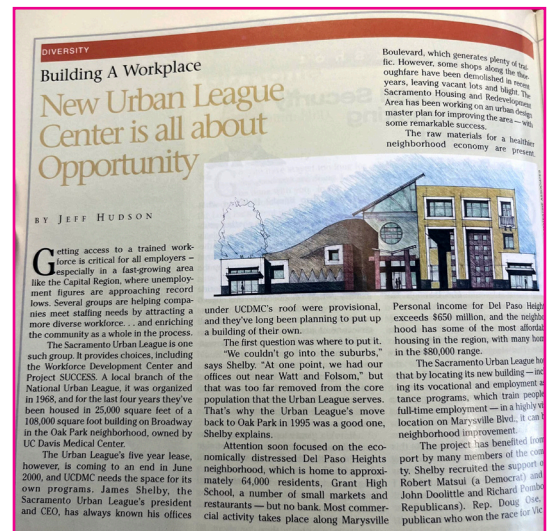 DIVERSITY
Building A Workplace
New Urban League
Center is all about
Opportunity
BY JEFF HUDSON
Getting access to a trained work-
force is critical for all employers –
especially in a fast-growing area
like the Capital Region, where unemploy-
ment figures are approaching record
lows. Several groups are helping compa-
nies meet staffing needs by attracting a
more diverse workforce. . . and enriching
the community as a whole in the process.
The Sacramento Urban League is one
such group. It provides choices, including
the Workforce Development Center and
Project SUCCESS. A local branch of the
National Urban League, it was organized
in 1968, and for the last four years they've
been housed in 25,000 square feet of a
108,000 square foot building on Broadway
in the Oak Park neighborhood, owned by
UC Davis Medical Center.
The Urban League's five year lease,
however, is coming to an end in June
2000, and UCDMC needs the space for its
own programs. James Shelby, the
Sacramento Urban League's president
and CEO, has always known his offices
under UCDMC's roof were provisional,
and they've long been planning to put up
a building of their own.
The first question was where to put it.
"We couldn't go into the suburbs,"
says Shelby. "At one point, we had our
offices out near Watt and Folsom," but
that was too far removed from the core
population that the Urban League serves.
That's why the Urban League's move
back to Oak Park in 1995 was a good one,
Shelby explains.
Attention soon focused on the eco-
nomically distressed Del Paso Heights
neighborhood, which is home to approxi-
mately 64,000 residents, Grant High
School, a number of small markets and
restaurants — but no bank. Most commer-
cial activity takes place along Marysville
Boulevard, which generates plenty of traf-
fic. However, some shops along the thor-
oughfare have been demolished in recent
years, leaving vacant lots and blight. The
Sacramento Housing and Redevelopment
Area has been working on an urban design
master plan for improving the area — with
some remarkable success.
The raw materials for a healthier
neighborhood economy are present.
Personal income for Del Paso Heights
exceeds $650 million, and the neighbor
hood has some of the most affordab
housing in the region, with many hom
in the $80,000 range.
The Sacramento Urban League ho
that by locating its new building — inc
ing its vocational and employment a
tance programs, which train people
full-time employment — in a highly vi
location on Marysville Blvd., it can
neighborhood improvement.
The project has benefited from
port by many members of the com
ty. Shelby recruited the support o
Robert Matsui (a Democrat) and
John Doolittle and Richard Pombo
Republicans). Rep. Doug Ose,
publican who won the race for Vic